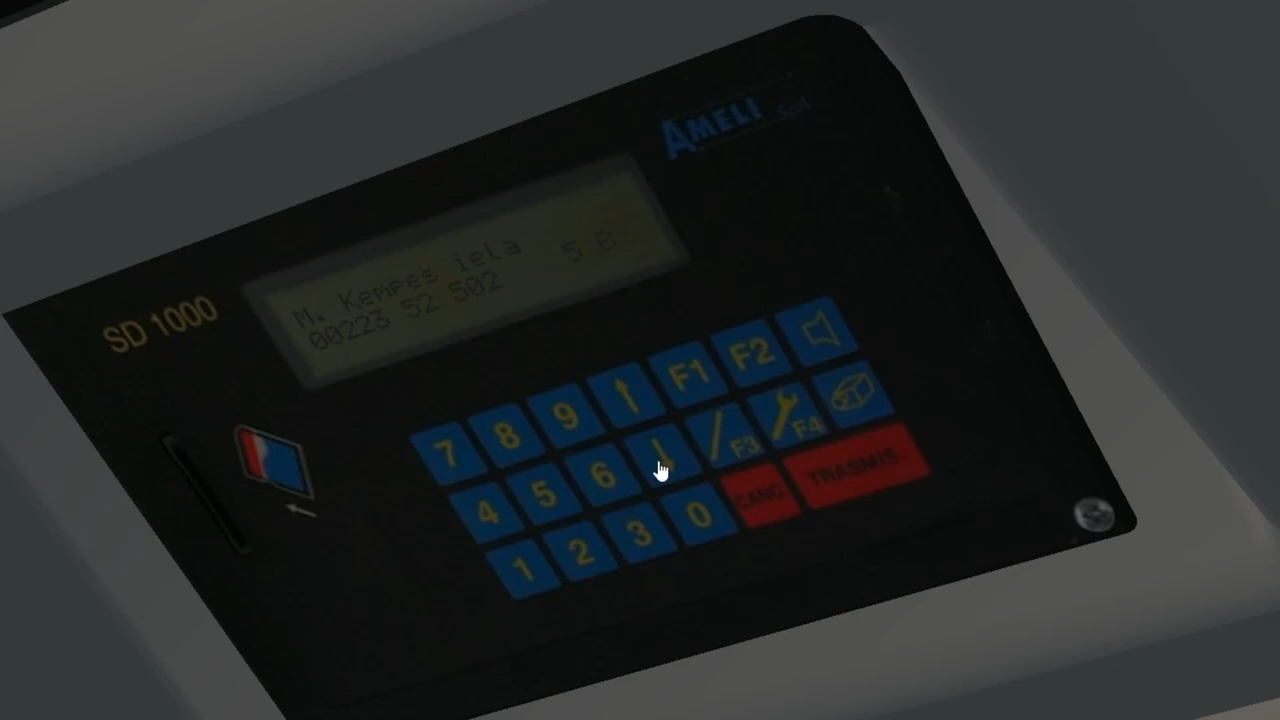 AMELI
M. Kempes iela 5 B
00223 52 502
SD 1000
7 8 9 ↑ F1 F2
4 5 6 ↓ / F3 F4
1 2 3 0 CANC. TRASMIS.